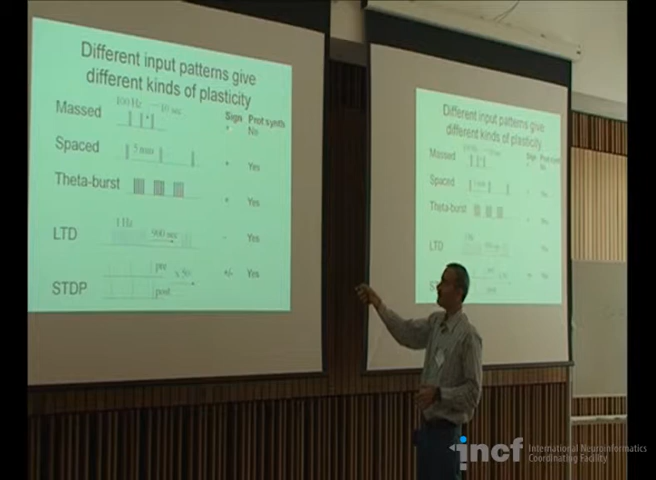 Different input patterns give
different kinds of plasticity
Sign Prot synth
Massed 100 Hz 10 sec + No
Spaced 5 min + Yes
Theta-burst + Yes
LTD 1 Hz 900 sec - Yes
STDP pre post +/- Yes
Different input patterns give
different kinds of plasticity
Massed
Spaced
Theta-burst
LTD
incf International Neuroinformatics
Coordinating Facility